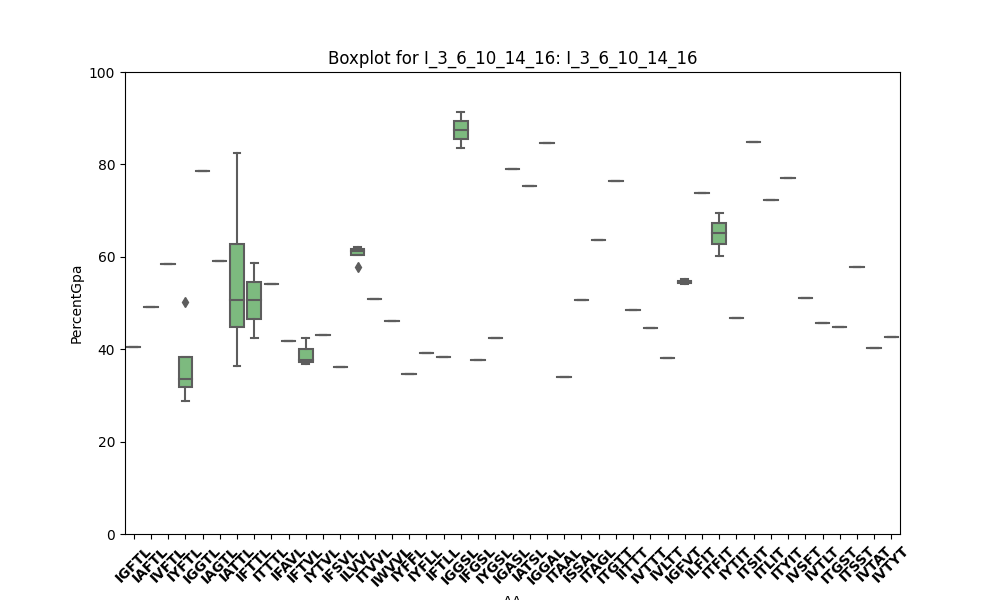 Boxplot for I_3_6_10_14_16: I_3_6_10_14_16
PercentGpa
100
80
60
40
20
0
IGFTL
IAFTL
IVFTL
IYFTL
IGGTL
IAGTL
IATTL
IFTTL
ITTTL
IFAVL
IFTVL
IYTVL
IFSVL
ILVVL
ITVVL
IWVVL
IYFFL
IYFLL
IFTLL
IGGSL
IFGSL
IYGSL
IGASL
IATSL
IGGAL
ITAAL
ISSAL
ITAGL
ITGTT
IITTT
IVTTT
IVLTT
IGFVT
ILFIT
ITFIT
IYTIT
ITSIT
ITLIT
ITYIT
IVSFT
IVTLT
ITGST
ITSST
IVTAT
IVTYT
AA